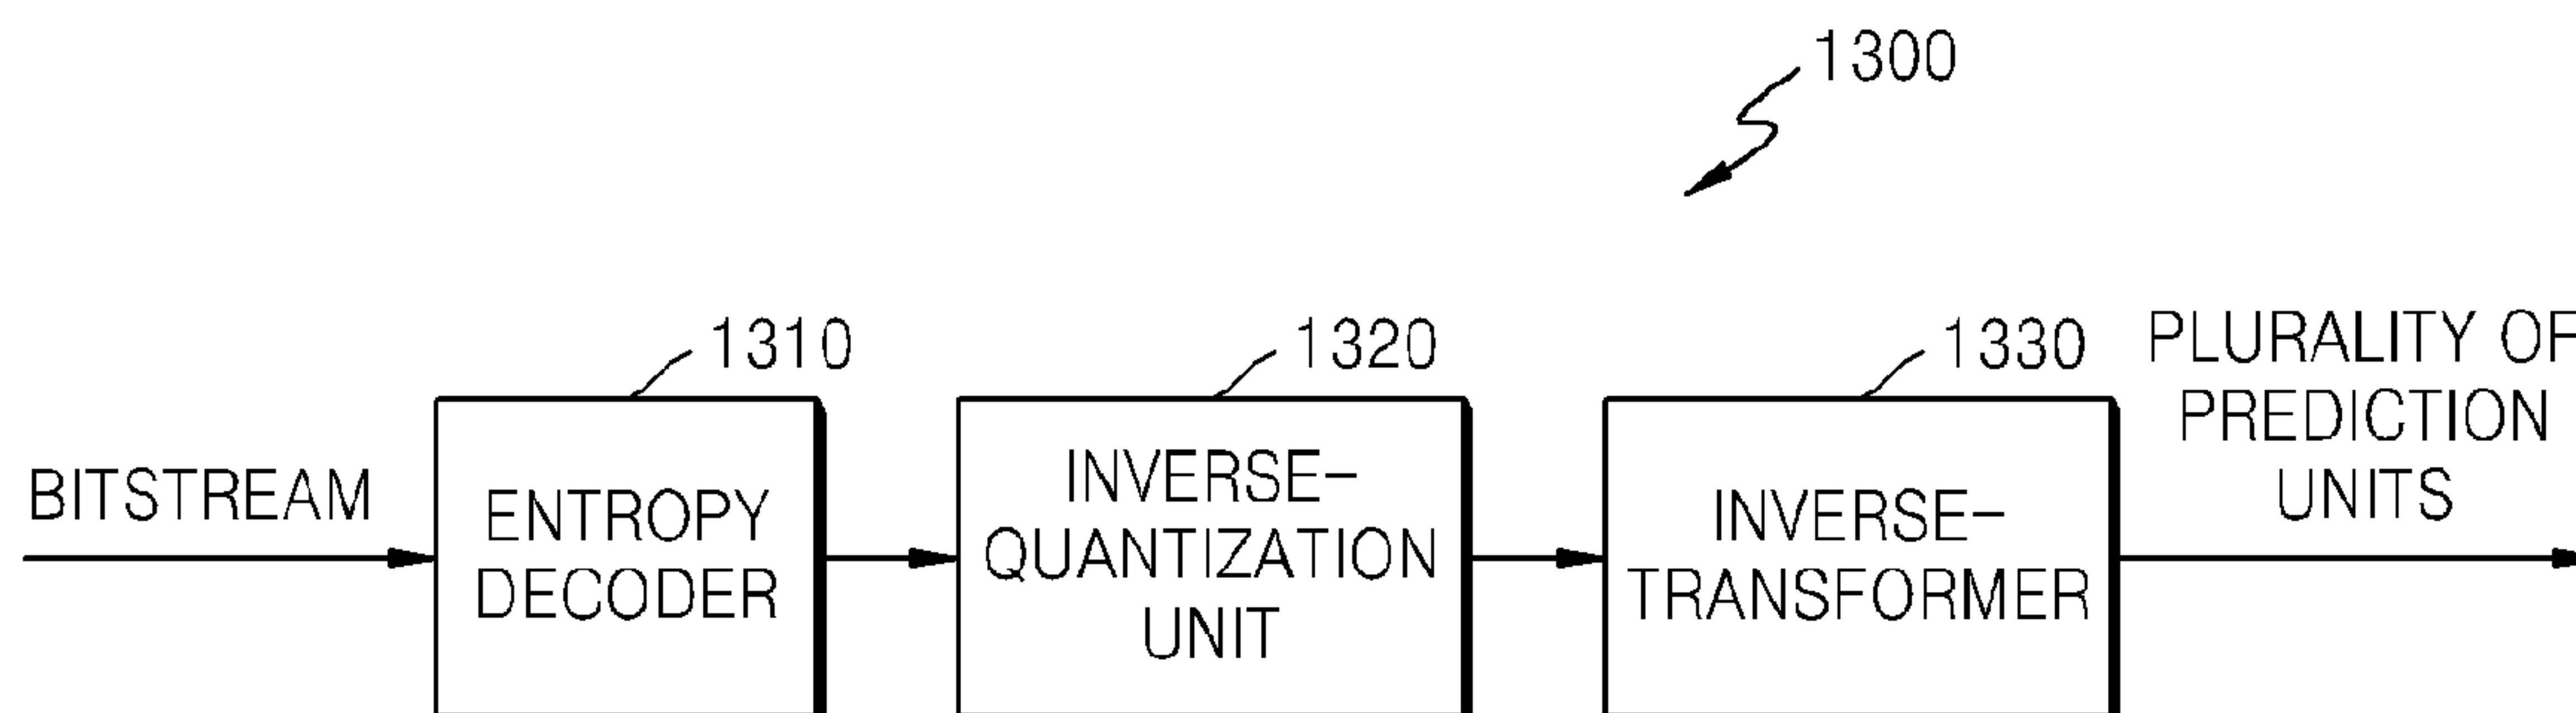 1300
1310
1320
1330
PLURALITY OF
PREDICTION
UNITS
BITSTREAM
ENTROPY
DECODER
INVERSE-
QUANTIZATION
UNIT
INVERSE-
TRANSFORMER